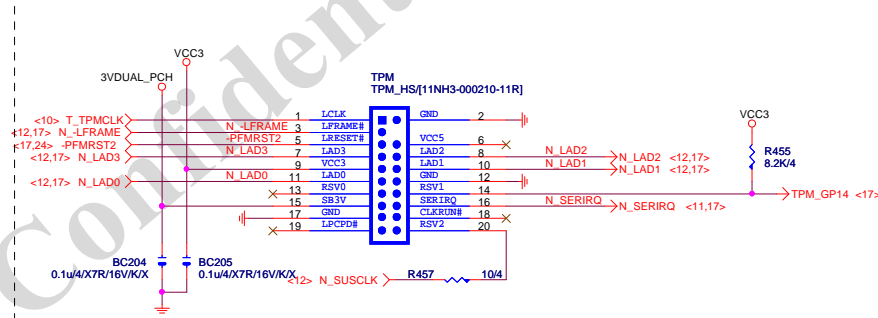 Confident
VCC3
3VDUAL_PCH
TPM
TPM_HS/[11NH3-000210-11R]
VCC3
<10> T_TPMCLK 1 LCLK GND 2
<12,17> N_-LFRAME N_-LFRAME 3 LFRAME#
<17,24> -PFMRST2 -PFMRST2 5 LRESET# VCC5 6
<12,17> N_LAD3 N_LAD3 7 LAD3 LAD2 8 N_LAD2 N_LAD2 <12,17>
9 VCC3 LAD1 10 N_LAD1 N_LAD1 <12,17>
<12,17> N_LAD0 N_LAD0 11 LAD0 GND 12
13 RSV0 RSV1 14 TPM_GP14 <17>
15 SB3V SERIRQ 16 N_SERIRQ N_SERIRQ <11,17>
17 GND CLKRUN# 18
19 LPCPD# RSV2 20
R455
8.2K/4
BC204
0.1u/4/X7R/16V/K/X
BC205
0.1u/4/X7R/16V/K/X
<12> N_SUSCLK R457 10/4